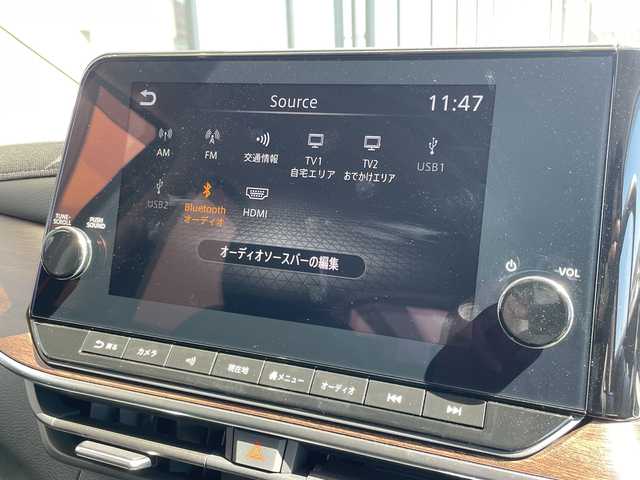 Source
11:47
AM
FM
交通情報
TV1
自宅エリア
TV2
おでかけエリア
USB1
USB2
Bluetooth
オーディオ
HDMI
オーディオソースバーの編集
TUNE·
SCROLL
PUSH
SOUND
VOL
戻る
カメラ
現在地
メニュー
オーディオ